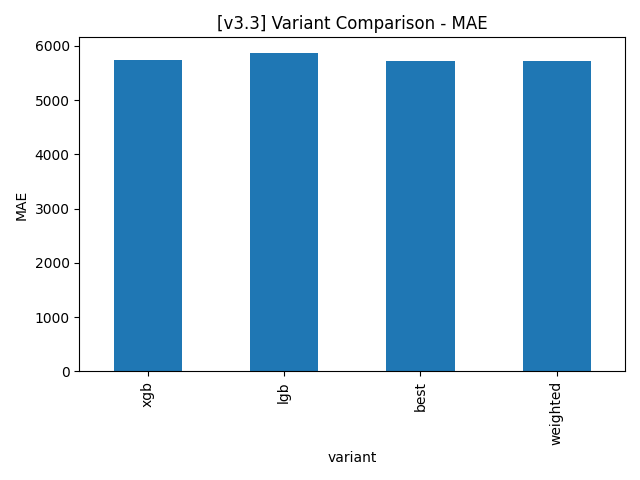 [v3.3] Variant Comparison - MAE
6000
5000
4000
3000
2000
1000
0
MAE
xgb
lgb
best
weighted
variant